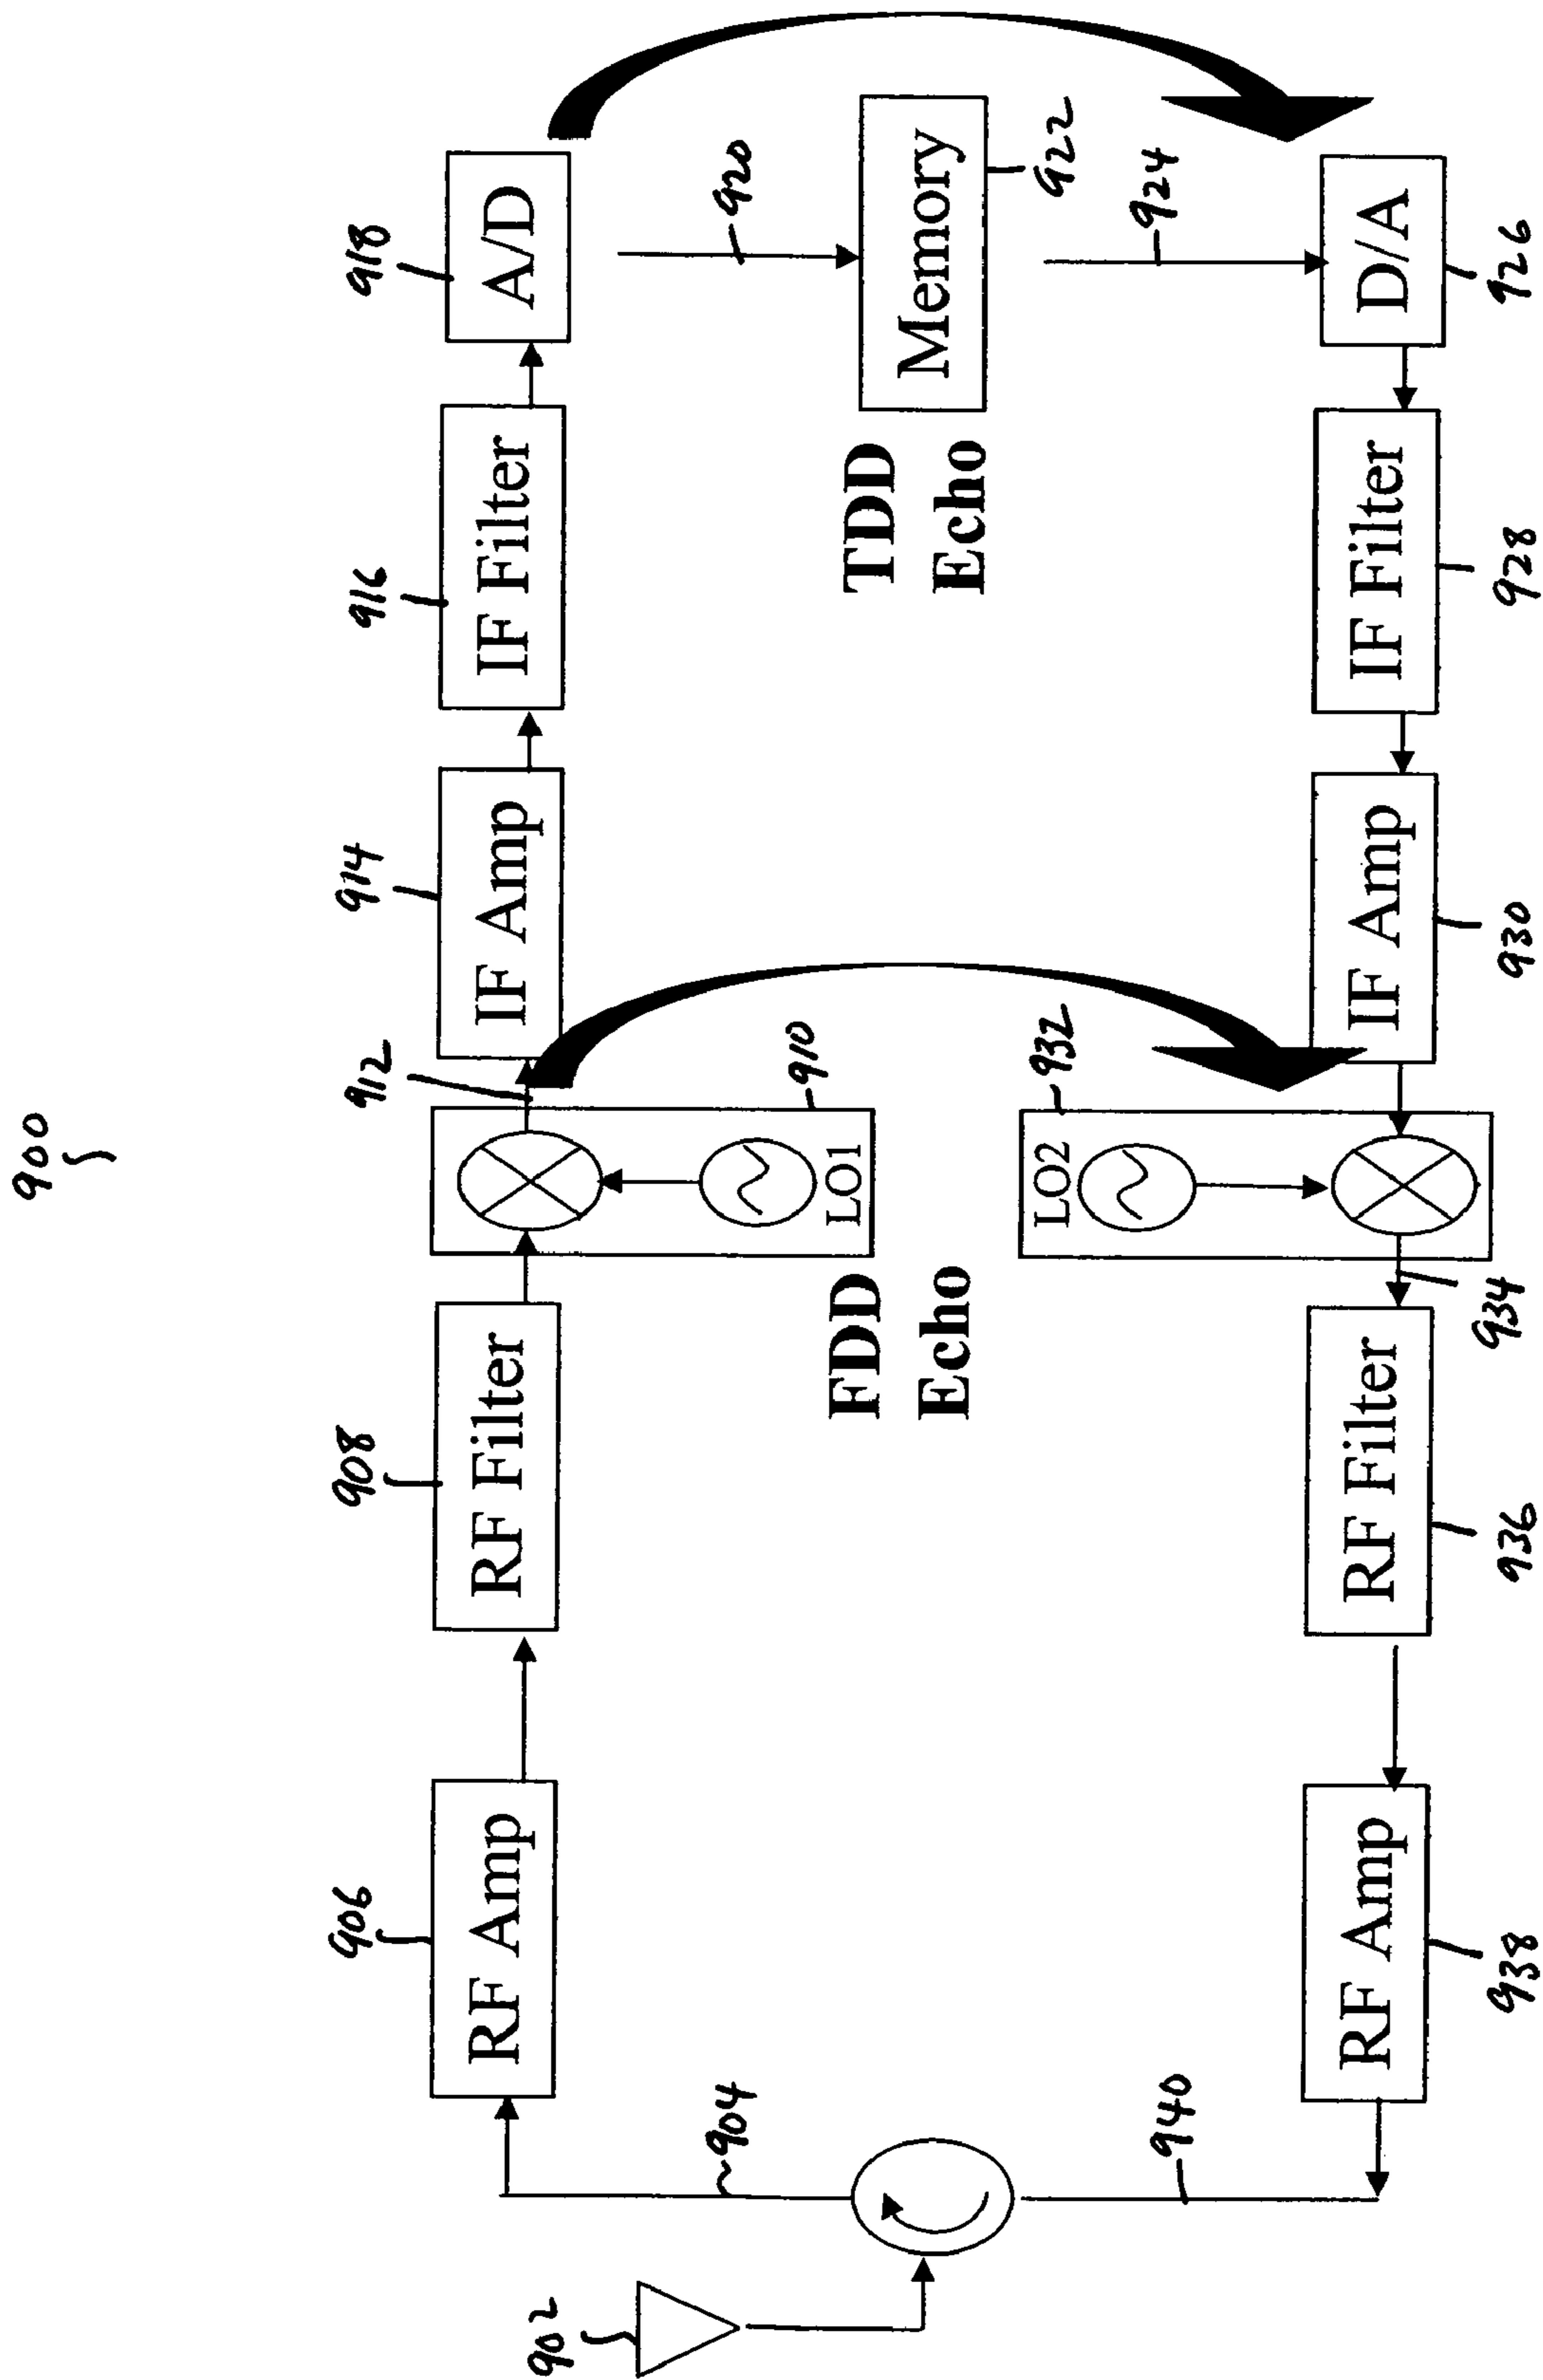 900
902
904
906
RF Amp
908
RF Filter
910
LO1
912
914
IF Amp
916
IF Filter
918
A/D
920
Memory
922
924
TDD
Echo
FDD
Echo
D/A
926
IF Filter
928
IF Amp
930
LO2
932
934
RF Filter
936
RF Amp
938
940